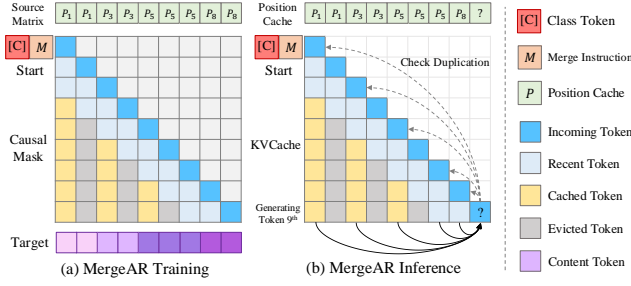 Source
Matrix
P1 P1 P3 P3 P5 P5 P5 P8 P8
[C] M
Start
Causal
Mask
Target
(a) MergeAR Training
Position
Cache
P1 P1 P3 P3 P5 P5 P5 P8 ?
[C] M
Start
Check Duplication
KVCache
Generating
Token 9th
?
(b) MergeAR Inference
[C] Class Token
M Merge Instruction
P Position Cache
Incoming Token
Recent Token
Cached Token
Evicted Token
Content Token